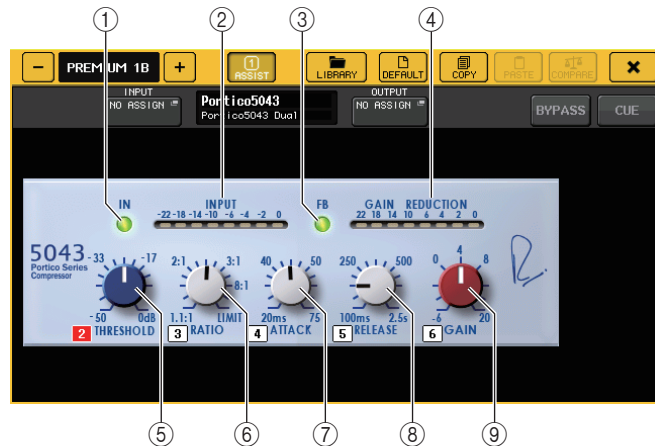 ① ② ③ ④
− PREMIUM 1B + 1 ASSIST LIBRARY DEFAULT COPY PASTE COMPARE ×
INPUT OUTPUT
NO ASSIGN Portico5043 NO ASSIGN BYPASS CUE
Portico5043 Dual
IN INPUT FB GAIN REDUCTION
-22 -18 -14 -10 -6 -4 -2 0 22 18 14 10 6 4 2 0
5043
Portico Series
Compressor
-33 -17 2:1 3:1 40 50 250 500 0 4 8
8:1
-50 0dB 1.1:1 LIMIT 20ms 75 100ms 2.5s -6 20
2 THRESHOLD 3 RATIO 4 ATTACK 5 RELEASE 6 GAIN
⑤ ⑥ ⑦ ⑧ ⑨